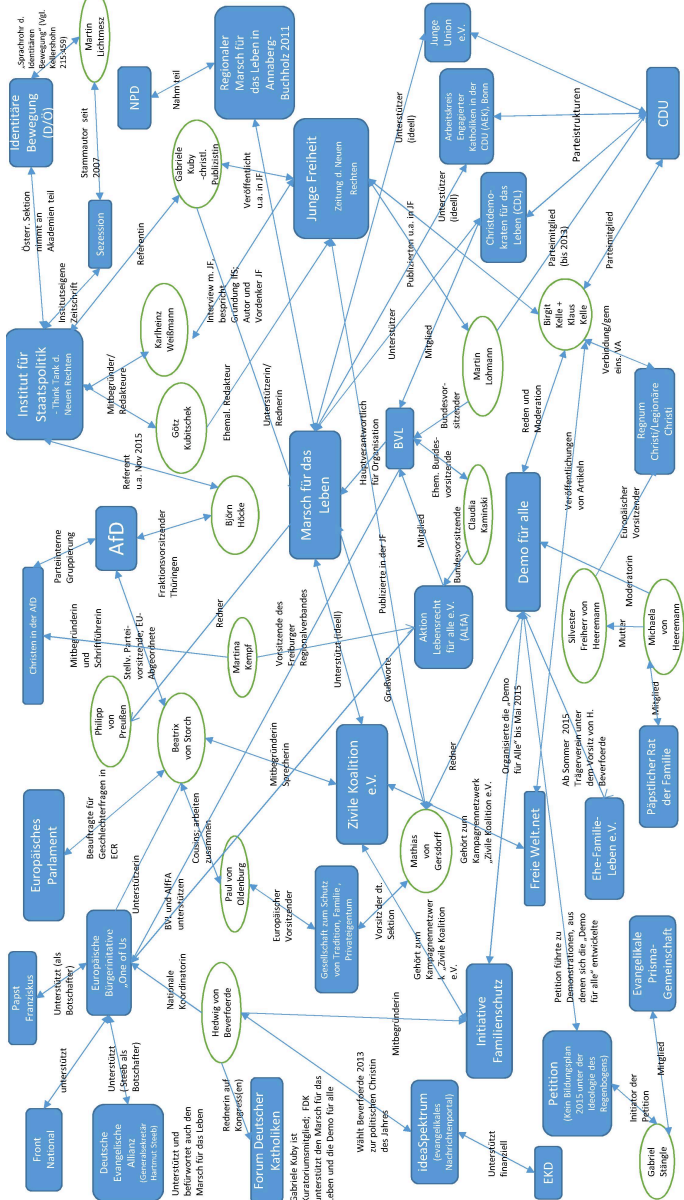 Front
National
unterstützt
Papst
Franziskus
Europäisches
Parlament
Christen in der AfD
Identitäre
Bewegung
(D/Ö)
„Sprachrohr d.
Identitären
Bewegung" (Vgl.
Kellershohn
215:459)
Martin
Lichtmesz
Deutsche
Evangelische
Allianz
(Generalsekretär
Hartmut Steeb)
Unterstützt
(Steeb als
Botschafter)
Unterstützt (als
Botschafter)
Europäische
Bürgerinitative
„One of Us"
Beauftragte für
Geschlechterfragen in
ECR
Philipp
von
Preußen
Mitbegründerin
und
Schriftführerin
Parteiinterne
Gruppierung
AfD
Institut für
Staatspolitik
- Think Tank d.
Neuen Rechten
Österr. Sektion
nimmt an
Akademien teil
Institutseigene
Zeitschrift
Sezession
Stammautor seit
2007
NPD
Nahm teil
Unterstützt und
befürwortet auch den
Marsch für das Leben
Nationale
Koordinatorin
Unterstützerin
BVL und AlfFA
unterstützen
Beatrix
von Storch
Stellv. Partei-
vorsitzende, EU-
Abgeordnete
Fraktionsvorsitzender
Thüringen
Referent
u.a. Nov 2015
Mitbegründer/
Redakteure
Referentin
Gabriele
Kuby
-christl.
Publizistin
Karlheinz
Weißmann
Götz
Kubitschek
Björn
Höcke
Hedwig von
Beverfoerde
Rednerin auf
Kongress(en)
Cousins; arbeiten
zusammen
Paul von
Oldenburg
Redner
Martina
Kempf
Ehemal. Redakteur
Interview m. JF,
bespricht
Gründung IfS;
Autor und
Vordenker JF
Regionaler
Marsch für
das Leben in
Annaberg-
Buchholz 2011
Veröffentlicht
u.a. in JF
Forum Deutscher
Katholiken
Gabriele Kuby ist
Kuratoriumsmitglied; FDK
unterstützt den Marsch für das
Leben und die Demo für alle
Europäischer
Vorsitzender
Mitbegründerin
Sprecherin
Vorsitzende des
Freiburger
Regionalverbandes
Unterstützerin/
Rednerin
Marsch für das
Leben
Junge Freiheit
Zeitung d. Neuen
Rechten
Wählt Beverfoerde 2013
zur politischen Christin
des Jahres
Gesellschaft zum Schutz
von Tradition, Familie ,
Privateigentum
Vorsitz der dt.
Sektion
Zivile Koalition
e.V.
Unterstützt (ideell)
Grußworte
Publizierte in der JF
Hauptverantwortlich
für Organisation
BVL
Unterstützer
Mitglied
Publizierten u.a. in JF
Unterstützer
(ideell)
Unterstützer
(ideell)
Mitbegründerin
Mathias
von
Gersdorff
Gehört zum
Kampagnennetzwer
k „Zivile Koalition
e.V.
ideaSpektrum
(evangelikales
Nachrichtenportal)
Initiative
Familienschutz
Gehört zum
Kampagnennetzwerk
„Zivile Koalition e.V.
Redner
Aktion
Lebensrecht
für alle e.V.
(ALfA)
Mitglied
Bundesvorsitzende
Ehem. Bundes-
vorsitzende
Claudia
Kaminski
Bundesvor-
sitzender
Martin
Lohmann
Christdemo-
kraten für das
Leben (CDL)
Arbeitskreis
Engagierter
Katholiken in der
CDU (AEK), Bonn
Junge
Union
e.V.
Unterstützt
finanziell
EKD
Organisierte die „Demo
für Alle" bis Mai 2015
Demo für alle
Reden und
Moderation
Birgit
Kelle +
Klaus
Kelle
Parteimitglied
(bis 2013)
Parteistrukturen
Parteimitglied
CDU
Petition
(Kein Bildungsplan
2015 unter der
Ideologie des
Regenbogens)
Petition führte zu
Demonstrationen, aus
denen sich die „Demo
für alle" entwickelte
Freie Welt.net
Veröffentlichungen
von Artikeln
Verbindung/gem
eins. VA
Regnum
Christi/Legionäre
Christi
Ehe-Familie-
Leben e.V.
Ab Sommer 2015
Trägerverein unter
dem Vorsitz von H.
Beverfoerde
Silvester
Freiherr von
Heeremann
Europäischer
Vorsitzender
Mutter
Moderatorin
Michaela
von
Heeremann
Initiator der
Petition
Gabriel
Stängle
Mitglied
Evangelikale
Prisma-
Gemeinschaft
Päpstlicher Rat
der Familie
Mitglied